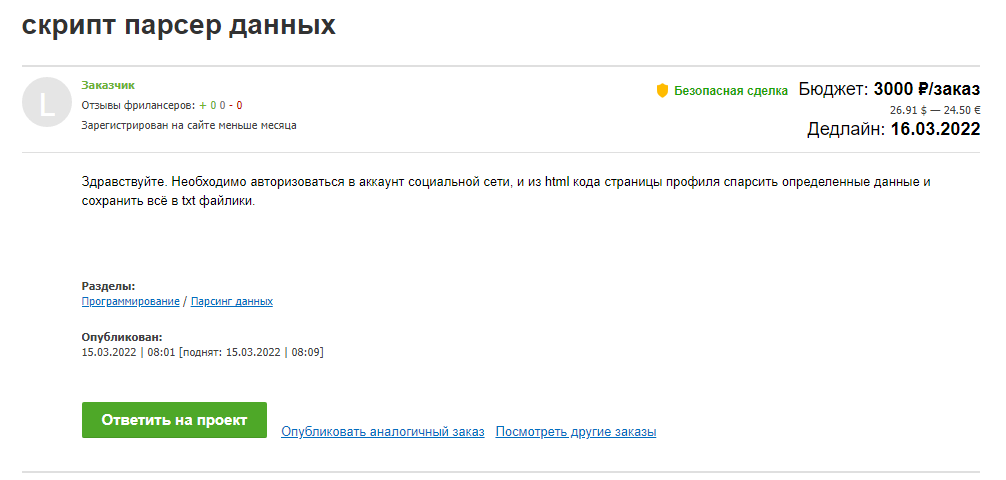 скрипт парсер данных
L
Заказчик
Отзывы фрилансеров: + 0 0 - 0
Зарегистрирован на сайте меньше месяца
Безопасная сделка Бюджет: 3000 ₽/заказ
26.91 $ — 24.50 €
Дедлайн: 16.03.2022
Здравствуйте. Необходимо авторизоваться в аккаунт социальной сети, и из html кода страницы профиля спарсить определенные данные и
сохранить всё в txt файлики.
Разделы:
Программирование / Парсинг данных
Опубликован:
15.03.2022 | 08:01 [поднят: 15.03.2022 | 08:09]
Ответить на проект
Опубликовать аналогичный заказ Посмотреть другие заказы